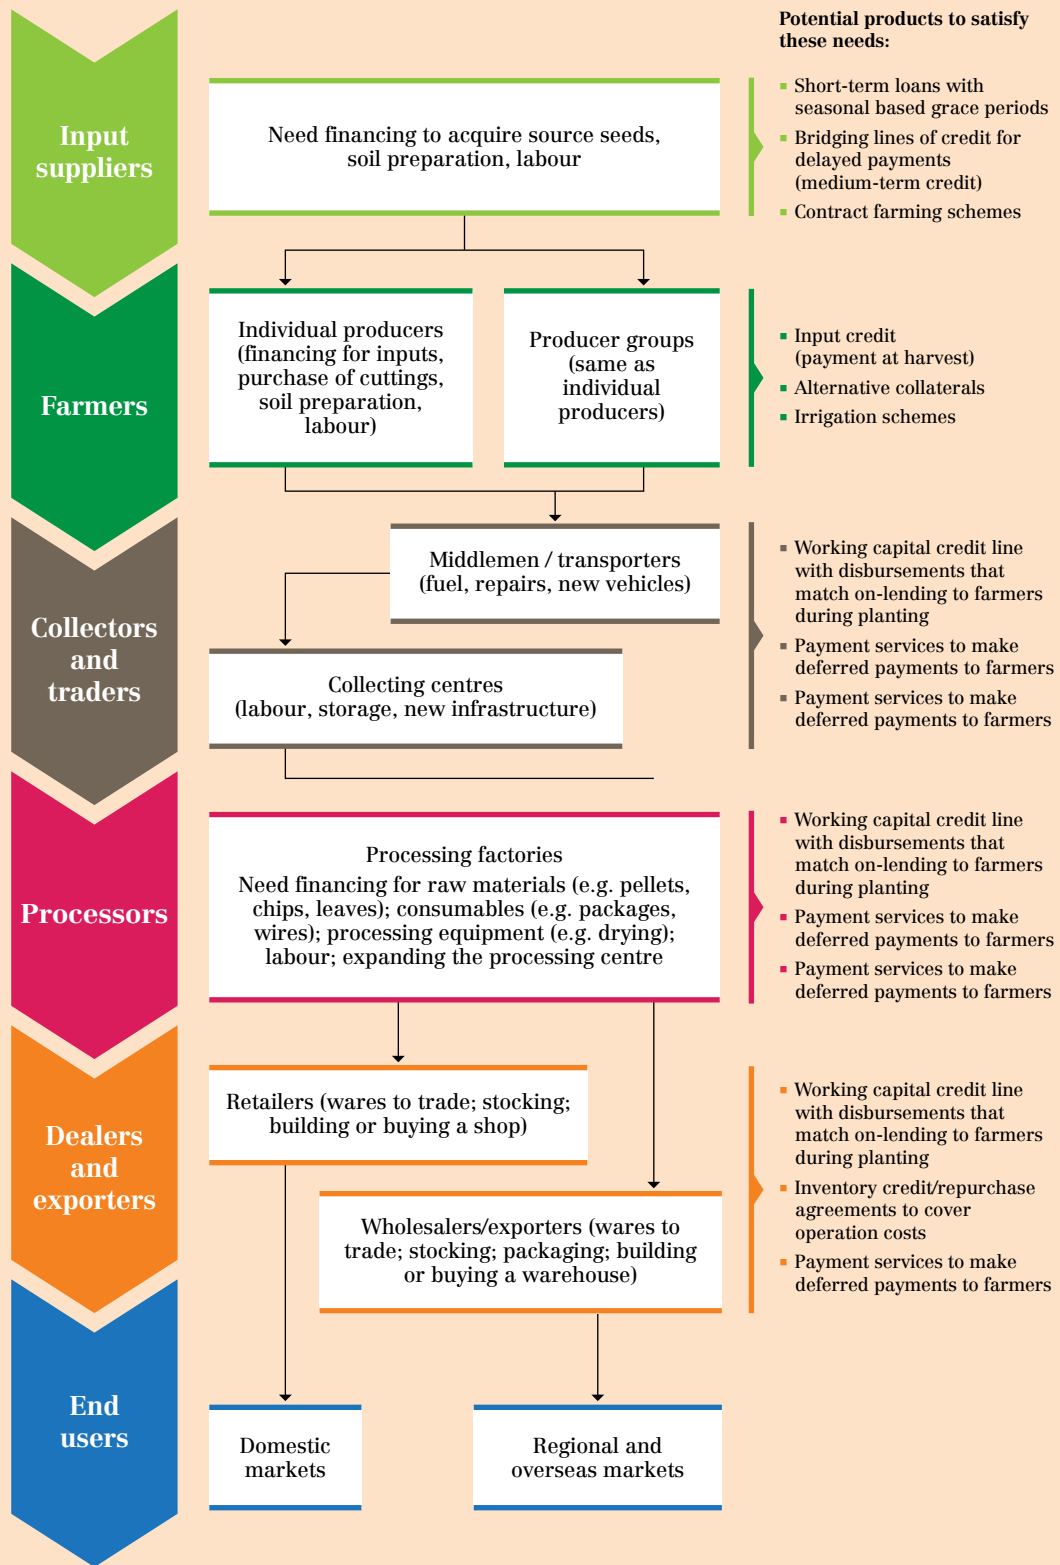 Potential products to satisfy
these needs:
Input
suppliers
Need financing to acquire source seeds,
soil preparation, labour
▪ Short-term loans with
seasonal based grace periods
▪ Bridging lines of credit for
delayed payments
(medium-term credit)
▪ Contract farming schemes
Farmers
Individual producers
(financing for inputs,
purchase of cuttings,
soil preparation,
labour)
Producer groups
(same as
individual
producers)
▪ Input credit
(payment at harvest)
▪ Alternative collaterals
▪ Irrigation schemes
Collectors
and
traders
Middlemen / transporters
(fuel, repairs, new vehicles)
Collecting centres
(labour, storage, new infrastructure)
▪ Working capital credit line
with disbursements that
match on-lending to farmers
during planting
▪ Payment services to make
deferred payments to farmers
▪ Payment services to make
deferred payments to farmers
Processors
Processing factories
Need financing for raw materials (e.g. pellets,
chips, leaves); consumables (e.g. packages,
wires); processing equipment (e.g. drying);
labour; expanding the processing centre
▪ Working capital credit line
with disbursements that
match on-lending to farmers
during planting
▪ Payment services to make
deferred payments to farmers
▪ Payment services to make
deferred payments to farmers
Dealers
and
exporters
Retailers (wares to trade; stocking;
building or buying a shop)
Wholesalers/exporters (wares to
trade; stocking; packaging; building
or buying a warehouse)
▪ Working capital credit line
with disbursements that
match on-lending to farmers
during planting
▪ Inventory credit/repurchase
agreements to cover
operation costs
▪ Payment services to make
deferred payments to farmers
End
users
Domestic
markets
Regional and
overseas markets